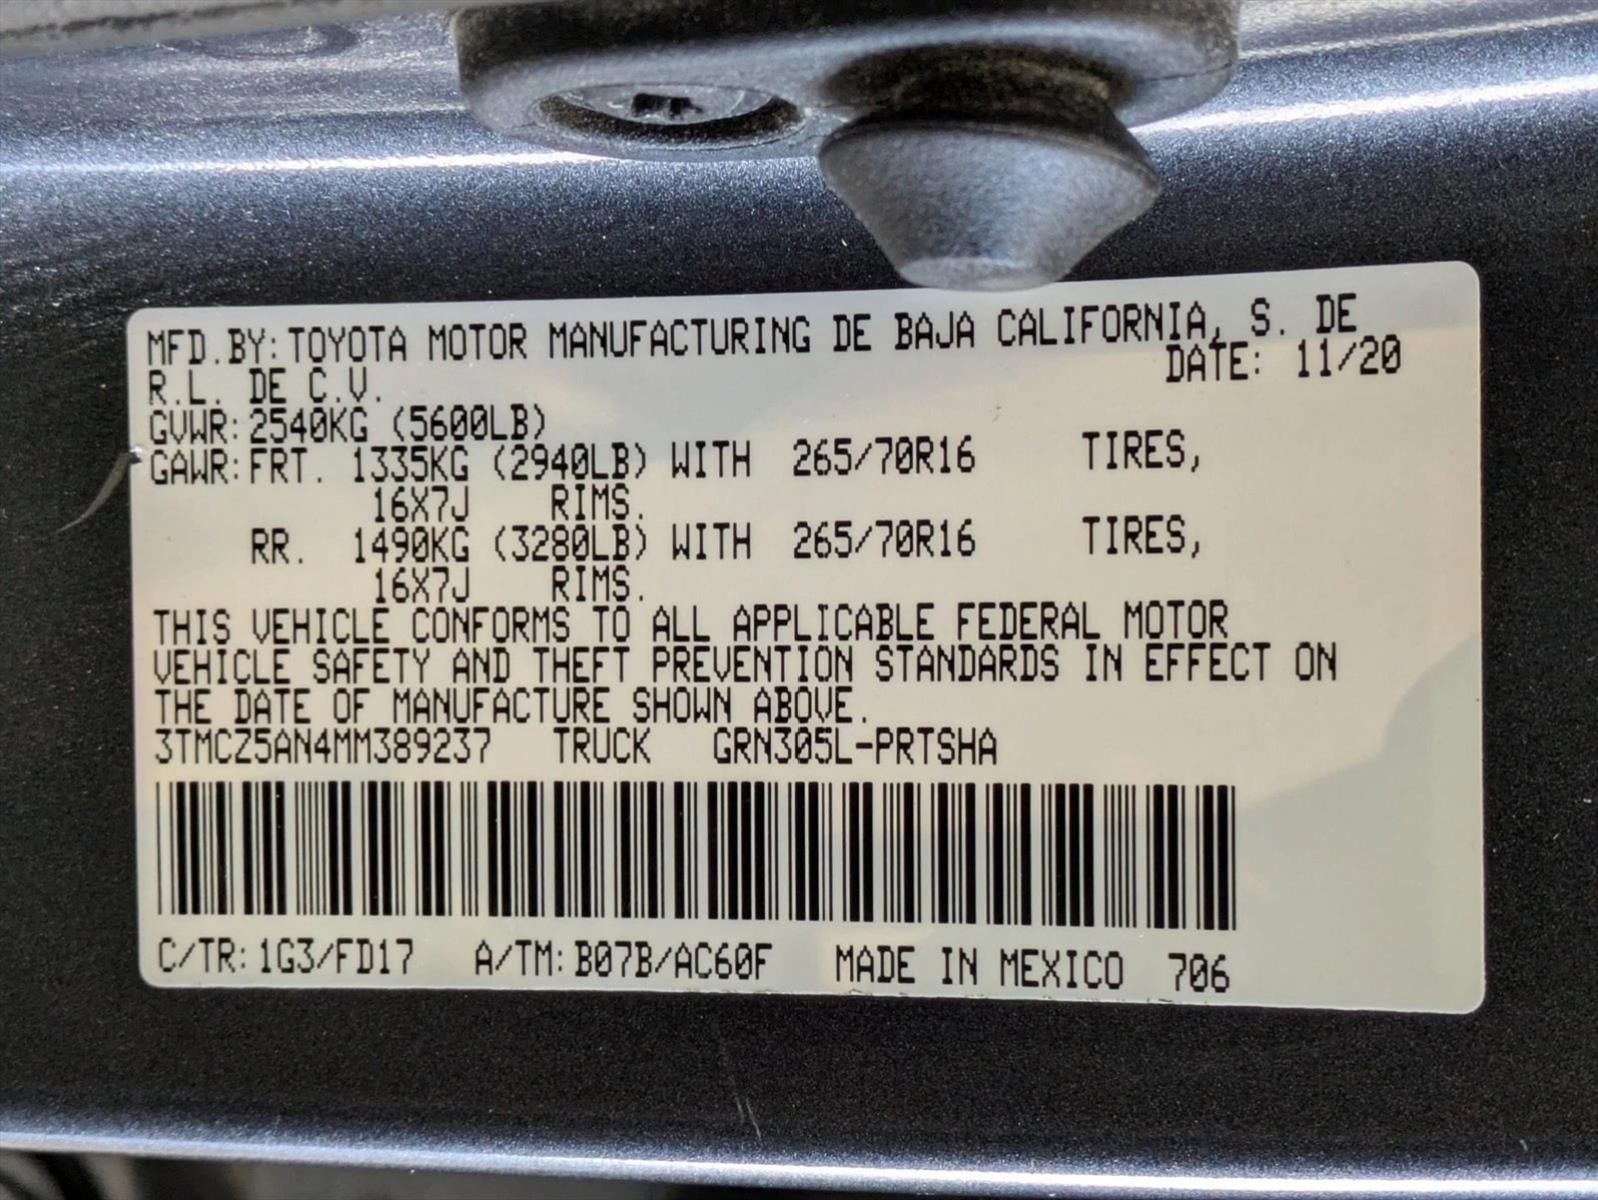 MFD.BY: TOYOTA MOTOR MANUFACTURING DE BAJA CALIFORNIA, S. DE
R.L. DE C.V. DATE: 11/20
GVWR: 2540KG (5600LB)
GAWR: FRT. 1335KG (2940LB) WITH 265/70R16 TIRES,
16X7J RIMS.
RR. 1490KG (3280LB) WITH 265/70R16 TIRES,
16X7J RIMS.
THIS VEHICLE CONFORMS TO ALL APPLICABLE FEDERAL MOTOR
VEHICLE SAFETY AND THEFT PREVENTION STANDARDS IN EFFECT ON
THE DATE OF MANUFACTURE SHOWN ABOVE.
3TMCZ5AN4MM389237 TRUCK GRN305L-PRTSHA
C/TR: 1G3/FD17 A/TM: B07B/AC60F MADE IN MEXICO 706